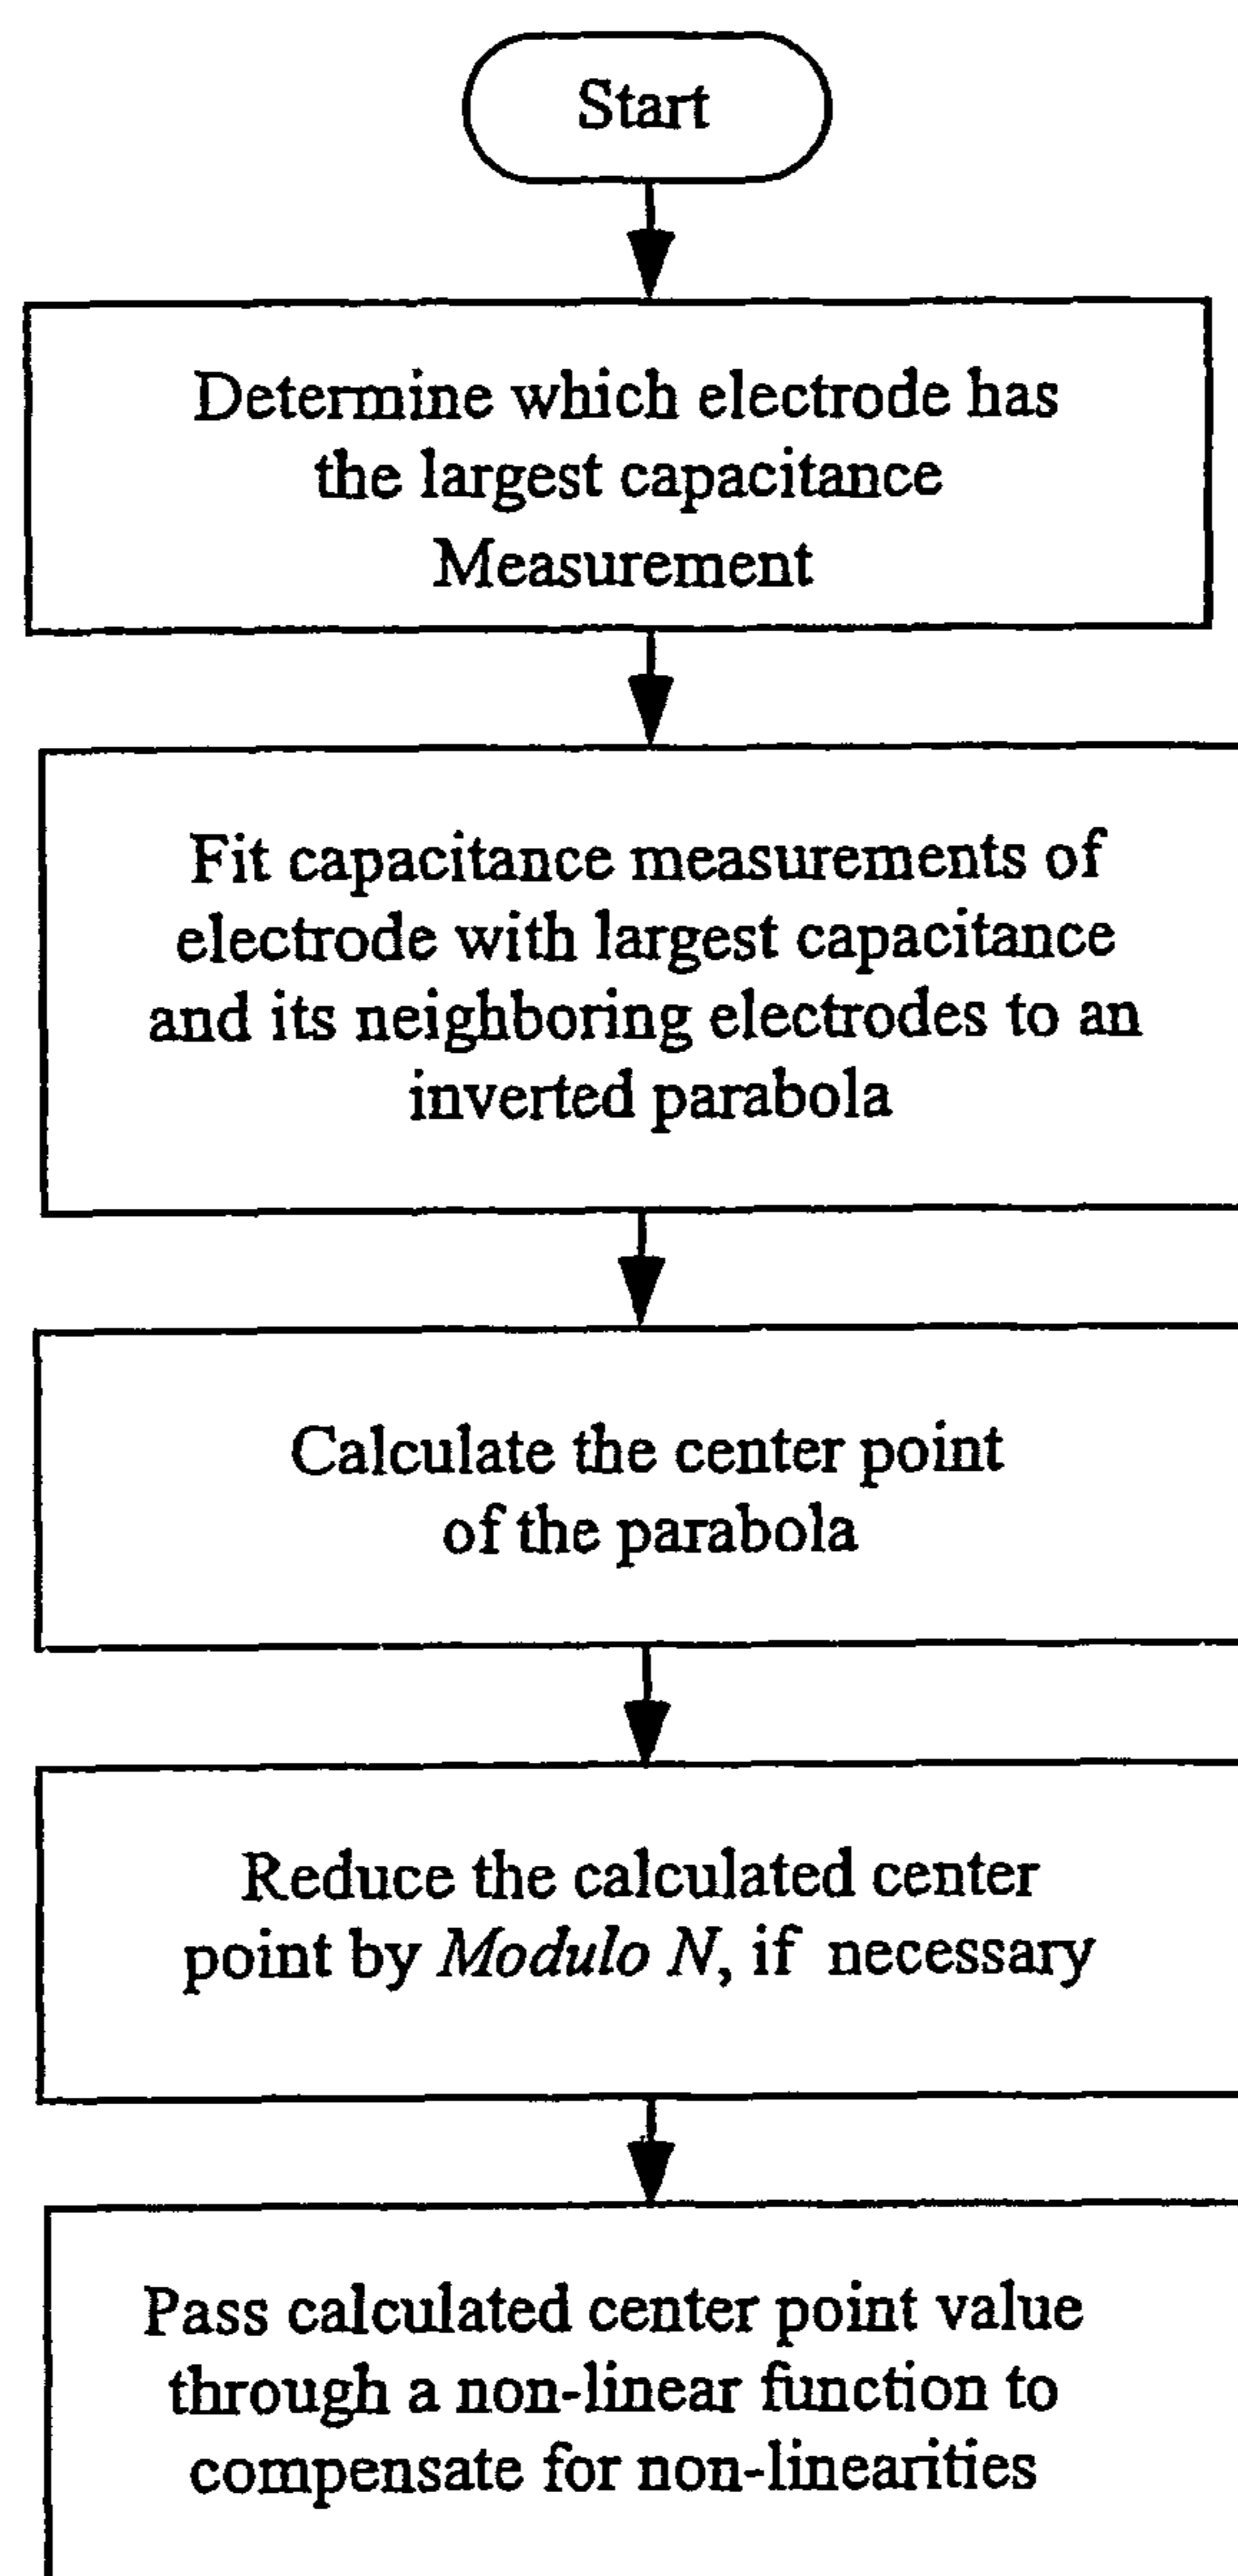 Start
Determine which electrode has
the largest capacitance
Measurement
Fit capacitance measurements of
electrode with largest capacitance
and its neighboring electrodes to an
inverted parabola
Calculate the center point
of the parabola
Reduce the calculated center
point by Modulo N, if necessary
Pass calculated center point value
through a non-linear function to
compensate for non-linearities